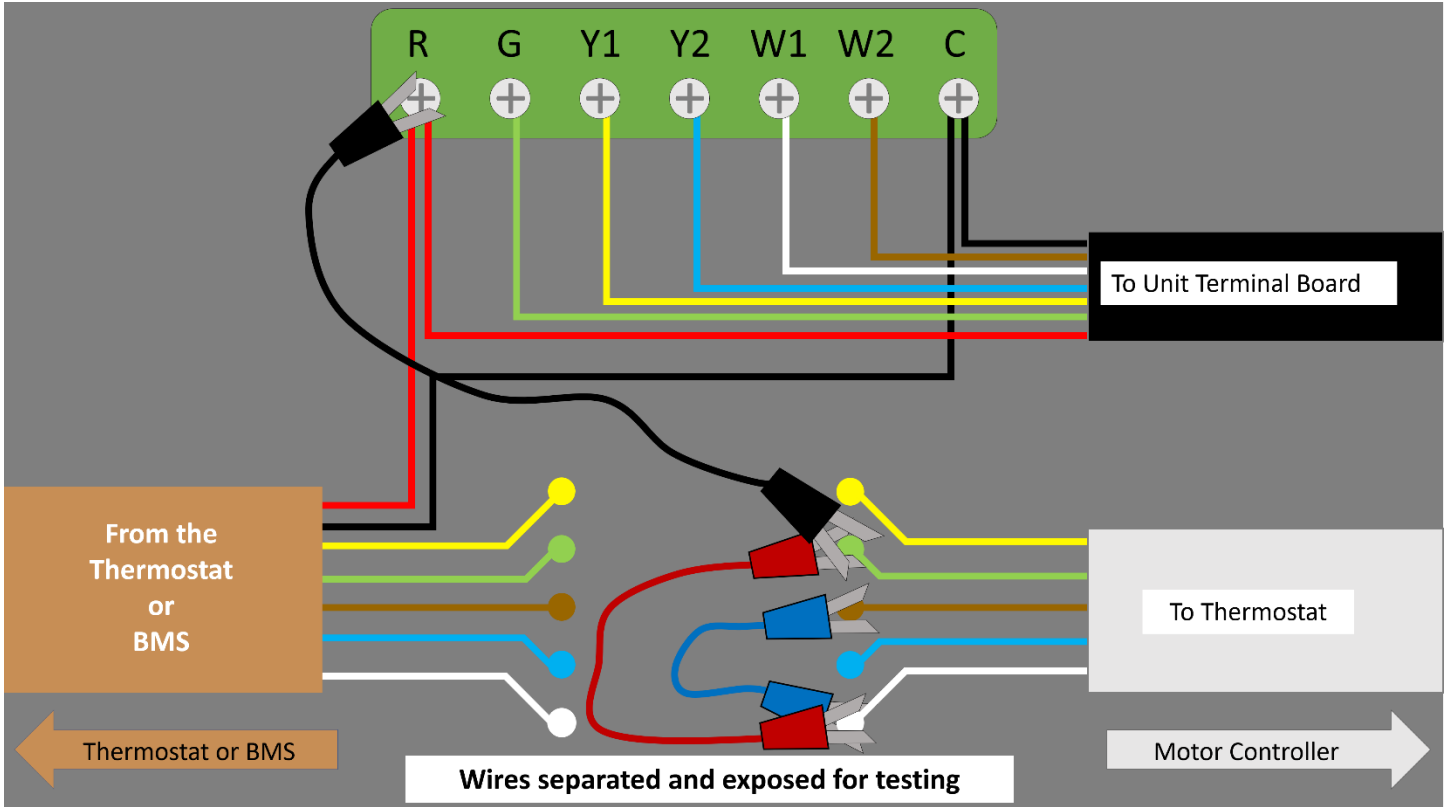 R G Y1 Y2 W1 W2 C
To Unit Terminal Board
From the
Thermostat
or
BMS
To Thermostat
Thermostat or BMS
Motor Controller
Wires separated and exposed for testing